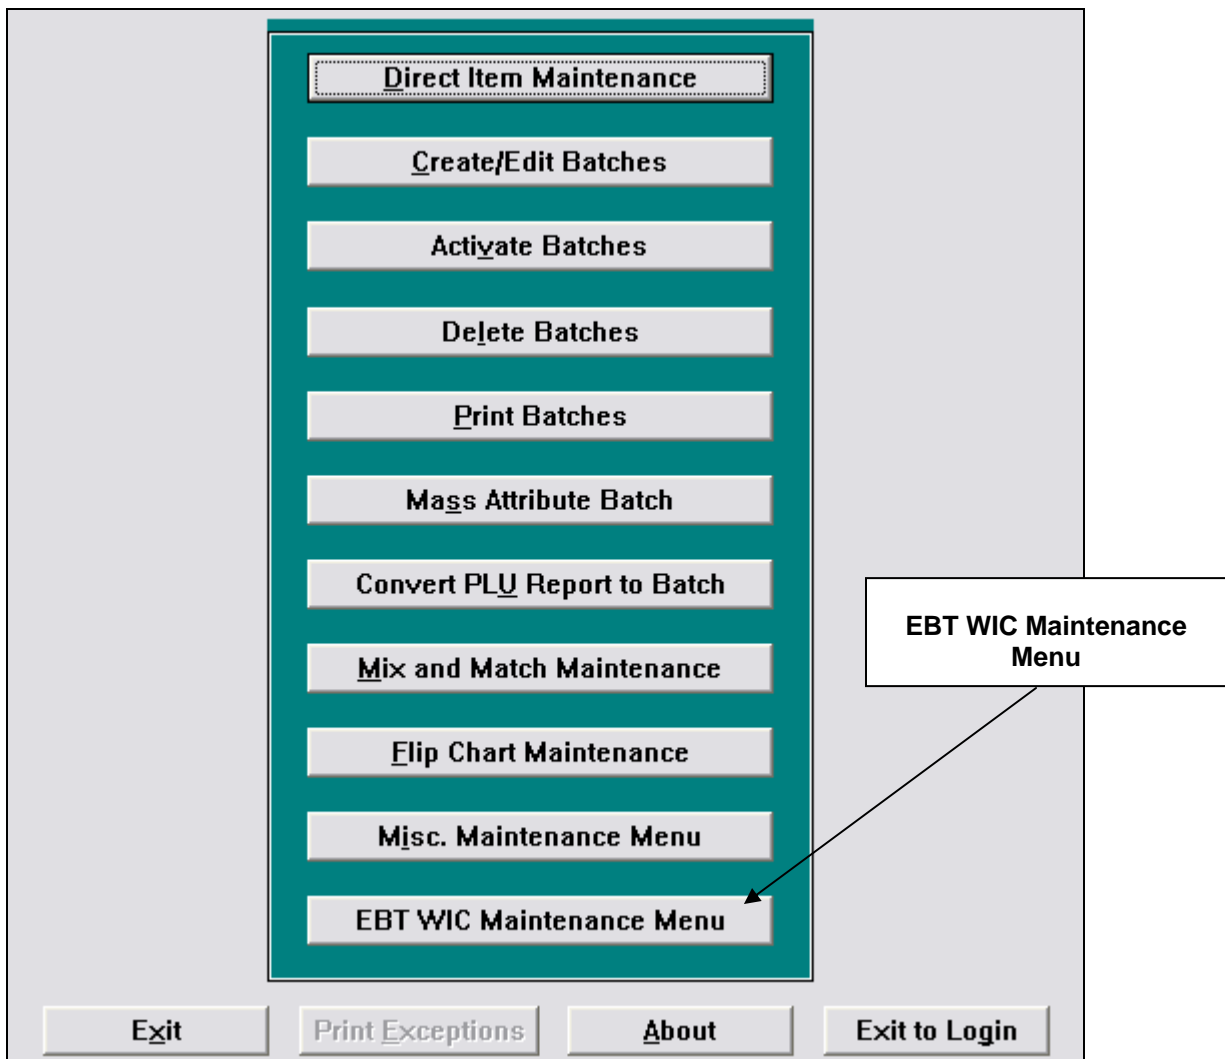 Direct Item Maintenance
Create/Edit Batches
Activate Batches
Delete Batches
Print Batches
Mass Attribute Batch
Convert PLU Report to Batch
Mix and Match Maintenance
Flip Chart Maintenance
Misc. Maintenance Menu
EBT WIC Maintenance Menu
EBT WIC Maintenance
Menu
Exit
Print Exceptions
About
Exit to Login